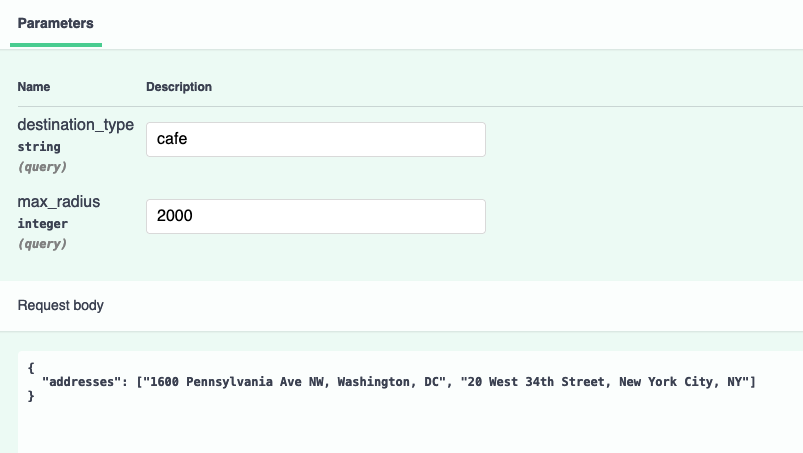 Parameters
Name Description
destination_type
string
(query)
cafe
max_radius
integer
(query)
2000
Request body
{
"addresses": ["1600 Pennsylvania Ave NW, Washington, DC", "20 West 34th Street, New York City, NY"]
}